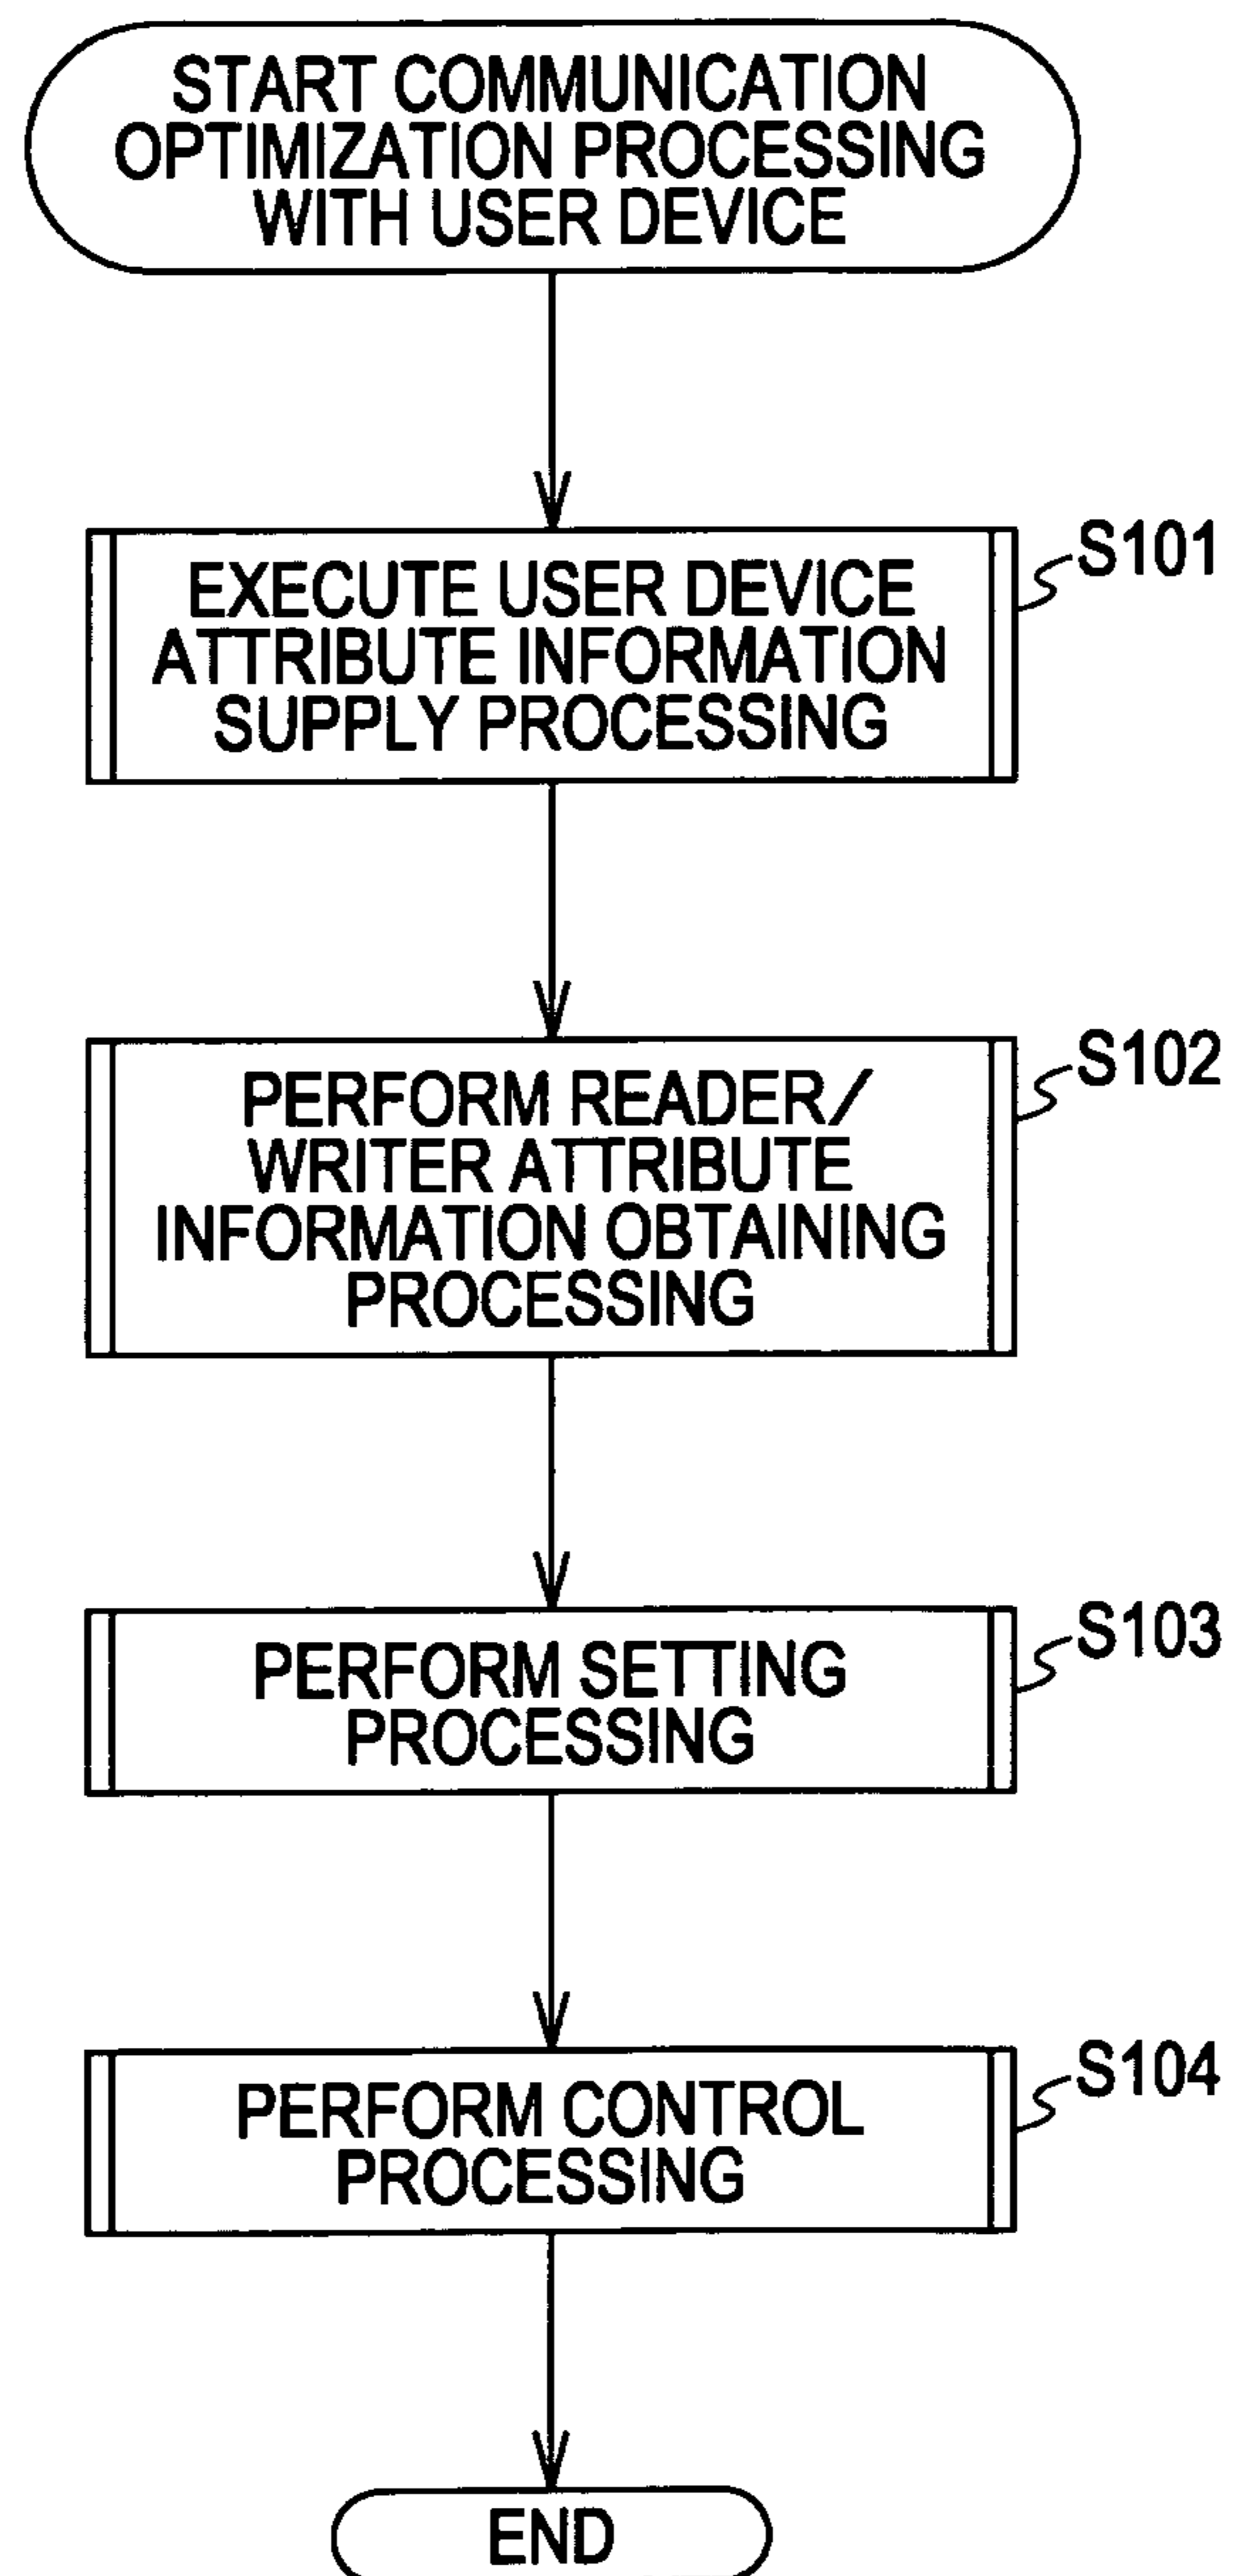 START COMMUNICATION
OPTIMIZATION PROCESSING
WITH USER DEVICE
S101
EXECUTE USER DEVICE
ATTRIBUTE INFORMATION
SUPPLY PROCESSING
S102
PERFORM READER/
WRITER ATTRIBUTE
INFORMATION OBTAINING
PROCESSING
S103
PERFORM SETTING
PROCESSING
S104
PERFORM CONTROL
PROCESSING
END